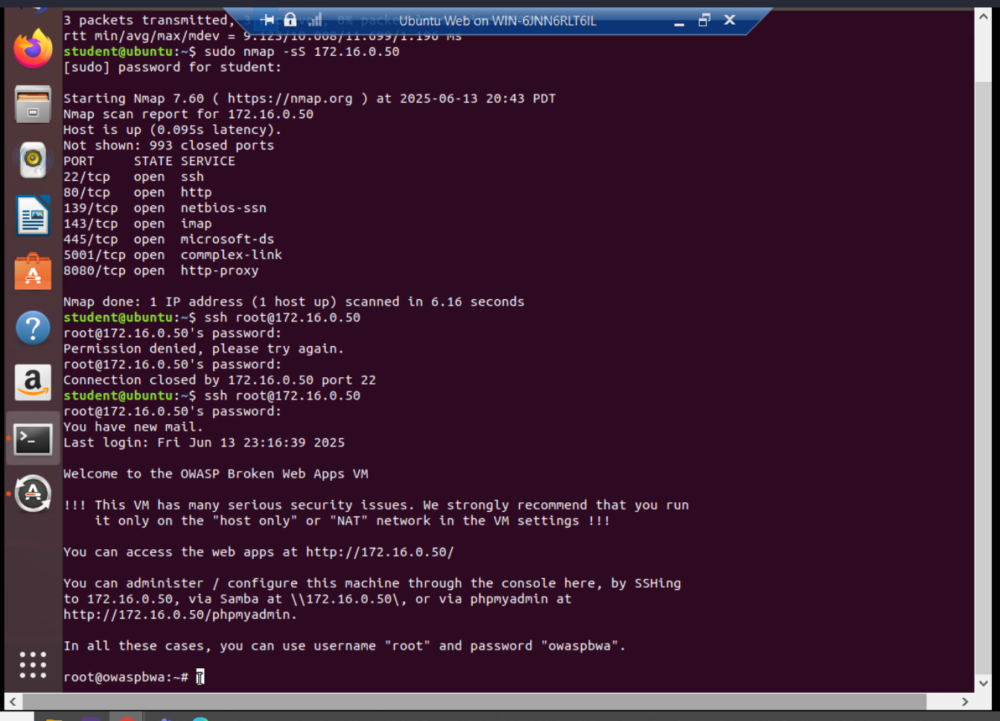 Ubuntu Web on WIN-6JNN6RLT6IL
3 packets transmitted,
rtt min/avg/max/mdev = 9.123/10.008/11.699/1.196 ms
student@ubuntu:~$ sudo nmap -sS 172.16.0.50
[sudo] password for student:
Starting Nmap 7.60 ( https://nmap.org ) at 2025-06-13 20:43 PDT
Nmap scan report for 172.16.0.50
Host is up (0.095s latency).
Not shown: 993 closed ports
PORT     STATE SERVICE
22/tcp   open  ssh
80/tcp   open  http
139/tcp  open  netbios-ssn
143/tcp  open  imap
445/tcp  open  microsoft-ds
5001/tcp open  commplex-link
8080/tcp open  http-proxy
Nmap done: 1 IP address (1 host up) scanned in 6.16 seconds
student@ubuntu:~$ ssh root@172.16.0.50
root@172.16.0.50's password:
Permission denied, please try again.
root@172.16.0.50's password:
Connection closed by 172.16.0.50 port 22
student@ubuntu:~$ ssh root@172.16.0.50
root@172.16.0.50's password:
You have new mail.
Last login: Fri Jun 13 23:16:39 2025
Welcome to the OWASP Broken Web Apps VM
!!! This VM has many serious security issues. We strongly recommend that you run
    it only on the "host only" or "NAT" network in the VM settings !!!
You can access the web apps at http://172.16.0.50/
You can administer / configure this machine through the console here, by SSHing
to 172.16.0.50, via Samba at \\172.16.0.50\, or via phpmyadmin at
http://172.16.0.50/phpmyadmin.
In all these cases, you can use username "root" and password "owaspbwa".
root@owaspbwa:~#